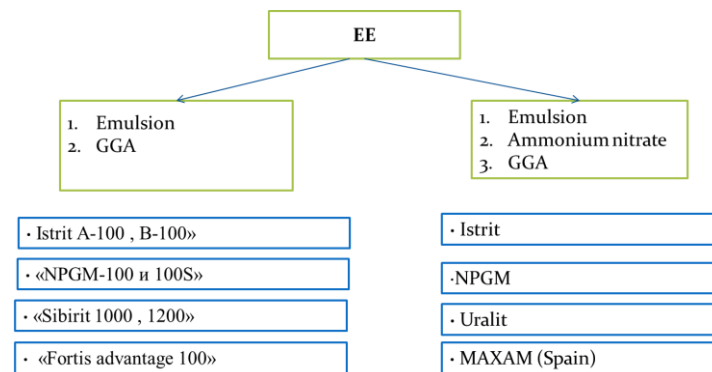 EE
1. Emulsion
2. GGA
1. Emulsion
2. Ammonium nitrate
3. GGA
· Istrit A-100 , B-100»
· «NPGM-100 и 100S»
· «Sibirit 1000 , 1200»
· «Fortis advantage 100»
· Istrit
·NPGM
· Uralit
· MAXAM (Spain)